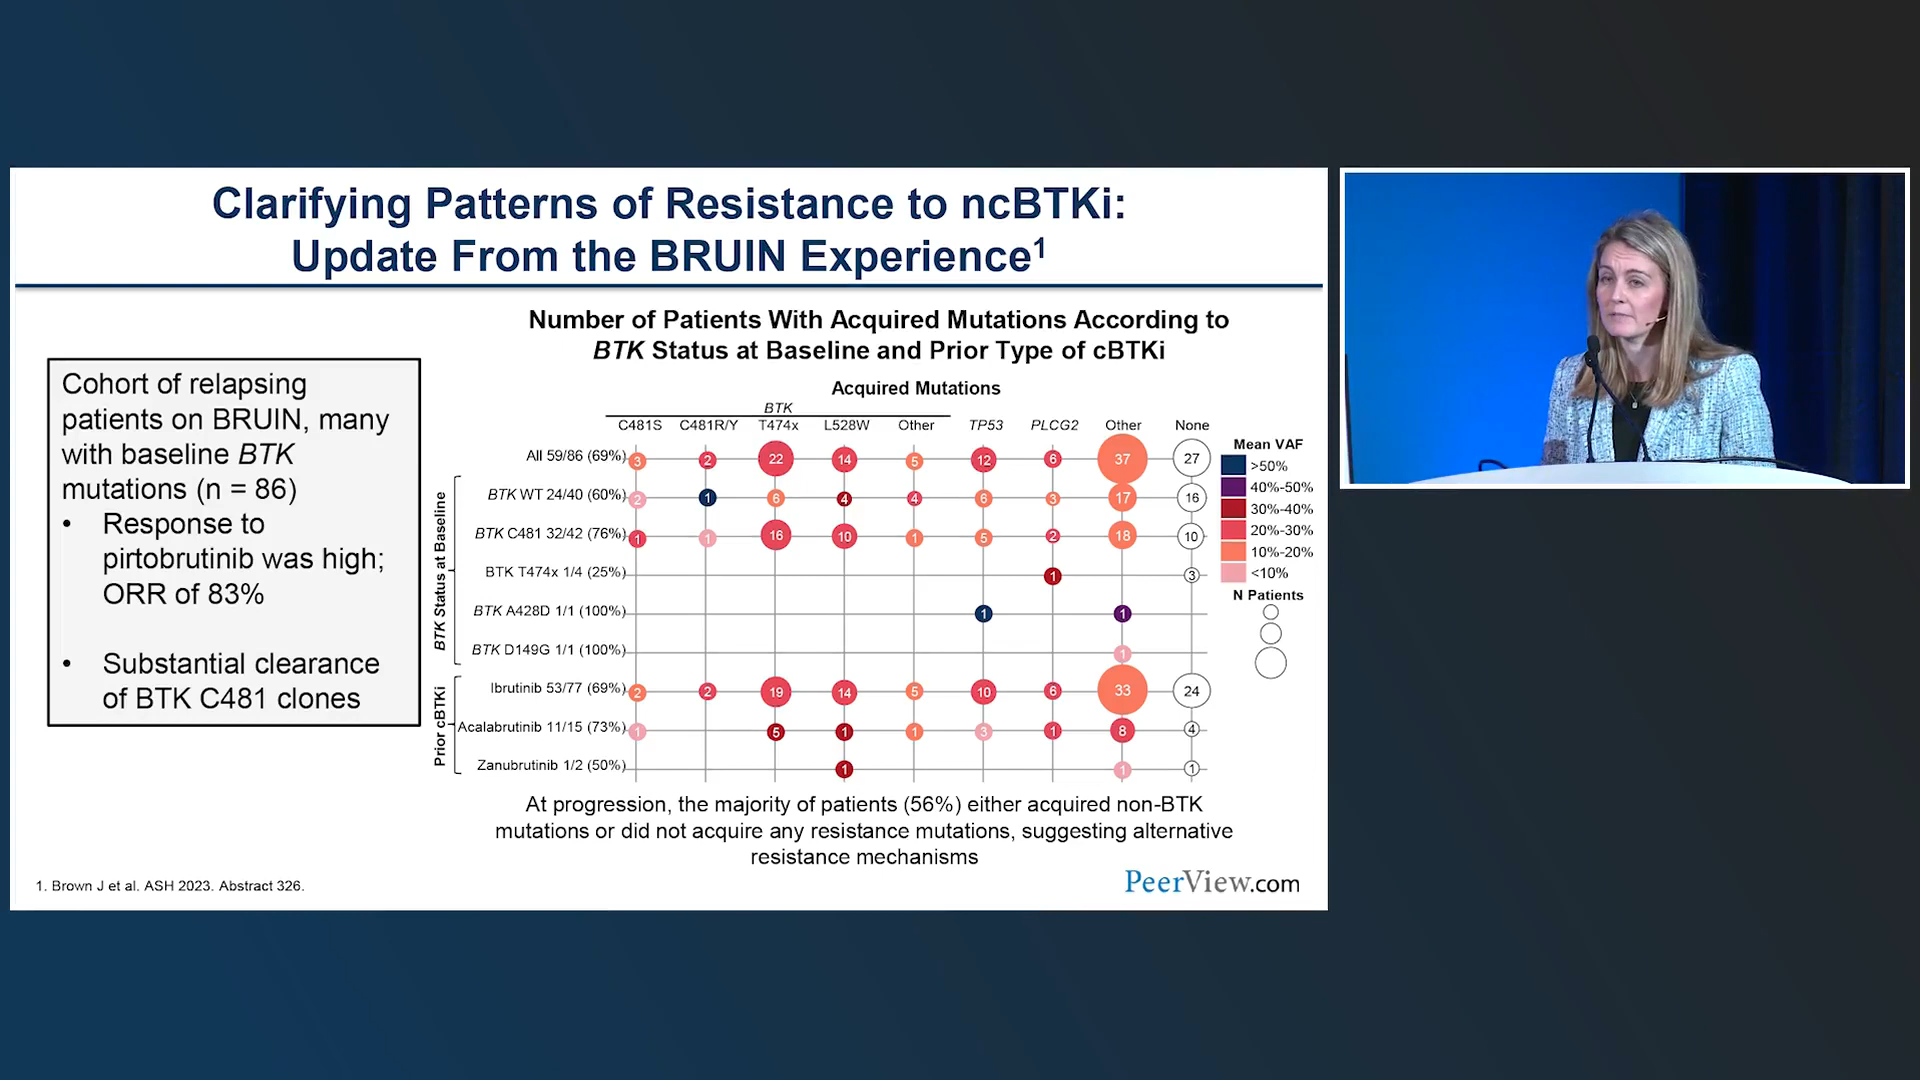 Clarifying Patterns of Resistance to ncBTKi:
Update From the BRUIN Experience1
Cohort of relapsing
patients on BRUIN, many
with baseline BTK
mutations (n = 86)
• Response to
pirtobrutinib was high;
ORR of 83%
• Substantial clearance
of BTK C481 clones
Number of Patients With Acquired Mutations According to
BTK Status at Baseline and Prior Type of cBTKi
Acquired Mutations
BTK
C481S C481R/Y T474x L528W Other TP53 PLCG2 Other None
BTK Status at Baseline
All 59/86 (69%) 3 2 22 14 5 12 6 37 27
BTK WT 24/40 (60%) 2 1 6 4 4 6 3 17 16
BTK C481 32/42 (76%) 1 1 16 10 1 5 2 18 10
BTK T474x 1/4 (25%) 1 3
BTK A428D 1/1 (100%) 1 1
BTK D149G 1/1 (100%) 1
Prior cBTKi
Ibrutinib 53/77 (69%) 2 2 19 14 5 10 6 33 24
Acalabrutinib 11/15 (73%) 1 5 1 1 3 1 8 4
Zanubrutinib 1/2 (50%) 1 1 1
Mean VAF
>50%
40%-50%
30%-40%
20%-30%
10%-20%
<10%
N Patients
At progression, the majority of patients (56%) either acquired non-BTK
mutations or did not acquire any resistance mutations, suggesting alternative
resistance mechanisms
1. Brown J et al. ASH 2023. Abstract 326.
PeerView.com